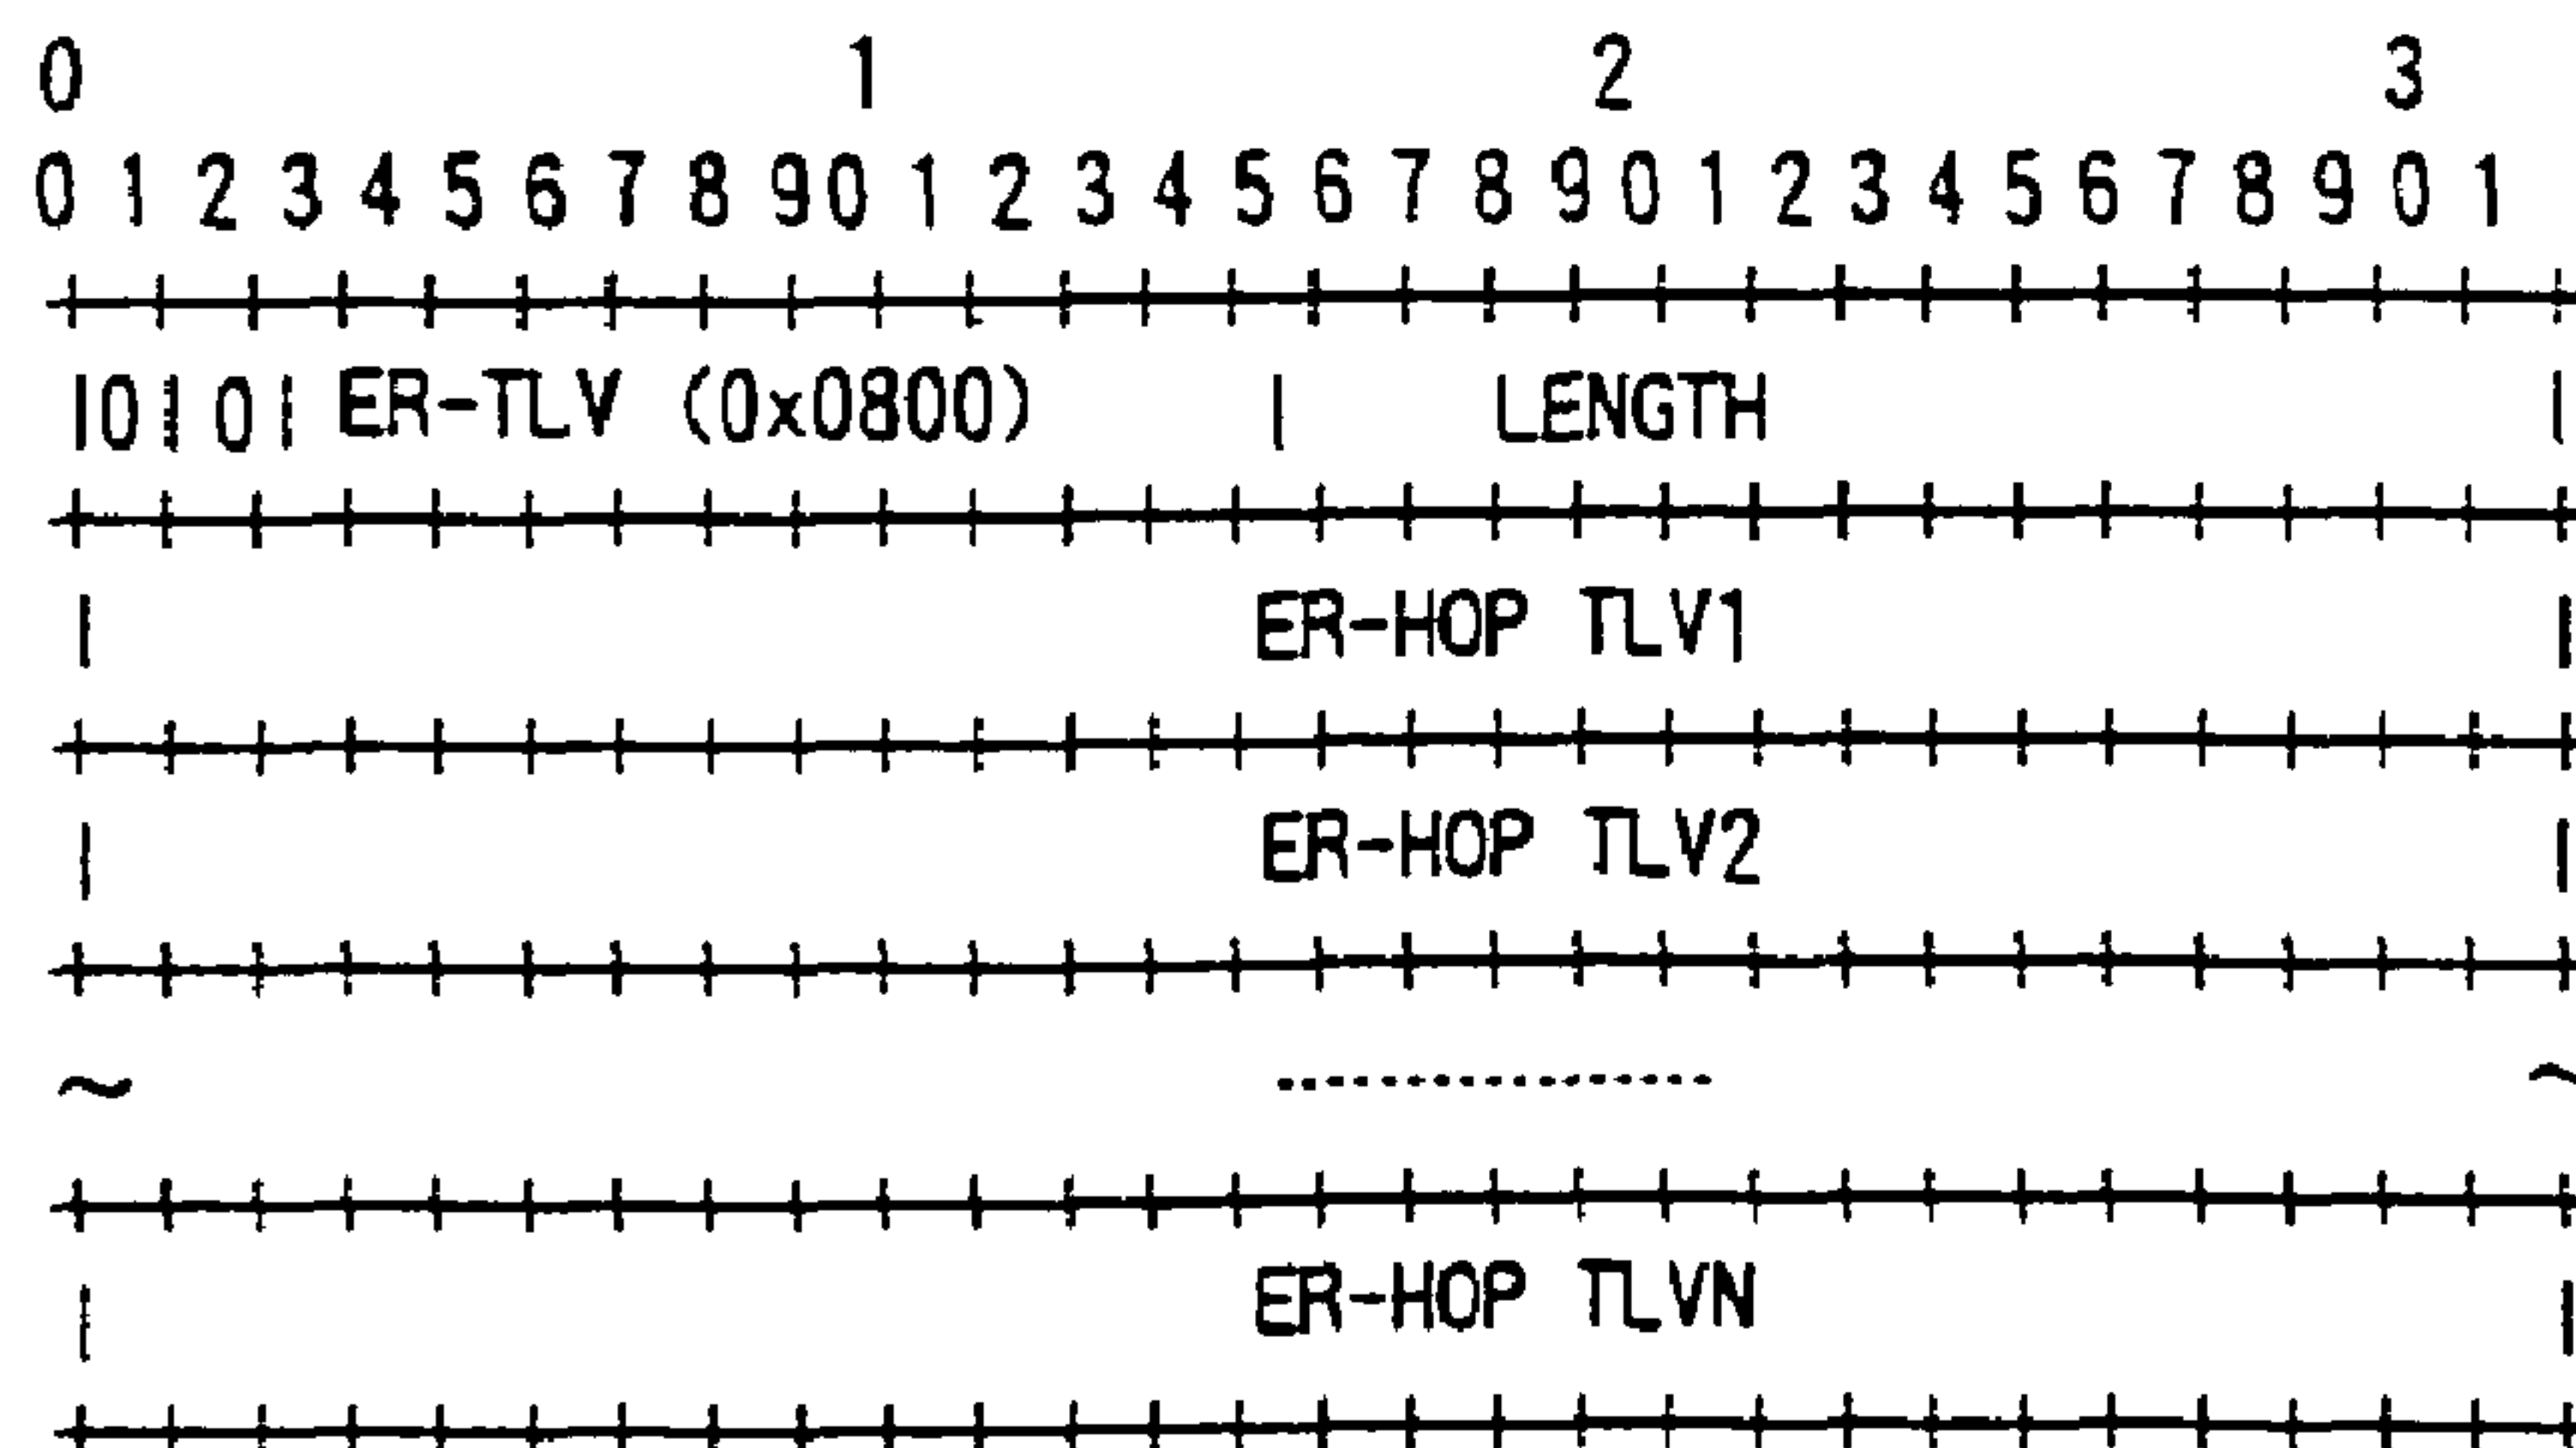 0 1 2 3
0 1 2 3 4 5 6 7 8 9 0 1 2 3 4 5 6 7 8 9 0 1 2 3 4 5 6 7 8 9 0 1
|0| 0| ER-TLV (0x0800) | LENGTH |
| ER-HOP TLV1 |
| ER-HOP TLV2 |
~ ................. ~
| ER-HOP TLVN |